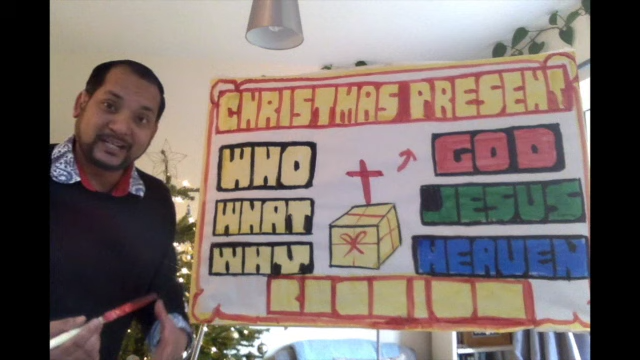 CHRISTMAS PRESENT
WHO
GOD
WHAT
JESUS
WHY
HEAVEN